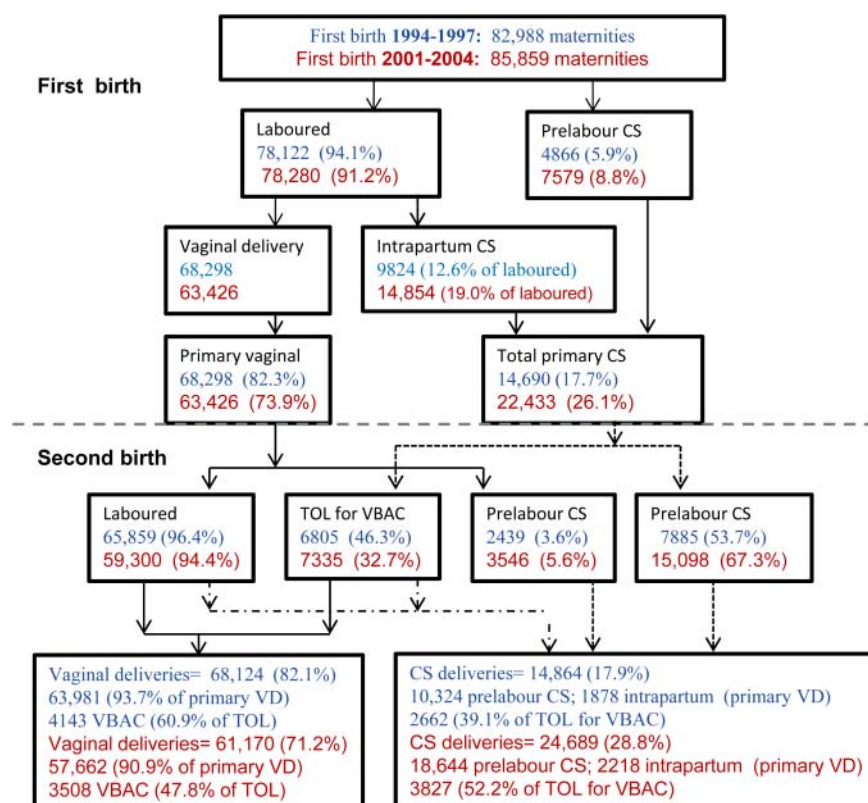 First birth 1994-1997: 82,988 maternities
First birth 2001-2004: 85,859 maternities
First birth
Laboured
78,122 (94.1%)
78,280 (91.2%)
Prelabour CS
4866 (5.9%)
7579 (8.8%)
Vaginal delivery
68,298
63,426
Intrapartum CS
9824 (12.6% of laboured)
14,854 (19.0% of laboured)
Primary vaginal
68,298 (82.3%)
63,426 (73.9%)
Total primary CS
14,690 (17.7%)
22,433 (26.1%)
Second birth
Laboured
65,859 (96.4%)
59,300 (94.4%)
TOL for VBAC
6805 (46.3%)
7335 (32.7%)
Prelabour CS
2439 (3.6%)
3546 (5.6%)
Prelabour CS
7885 (53.7%)
15,098 (67.3%)
Vaginal deliveries= 68,124 (82.1%)
63,981 (93.7% of primary VD)
4143 VBAC (60.9% of TOL)
Vaginal deliveries= 61,170 (71.2%)
57,662 (90.9% of primary VD)
3508 VBAC (47.8% of TOL)
CS deliveries= 14,864 (17.9%)
10,324 prelabour CS; 1878 intrapartum (primary VD)
2662 (39.1% of TOL for VBAC)
CS deliveries= 24,689 (28.8%)
18,644 prelabour CS; 2218 intrapartum (primary VD)
3827 (52.2% of TOL for VBAC)